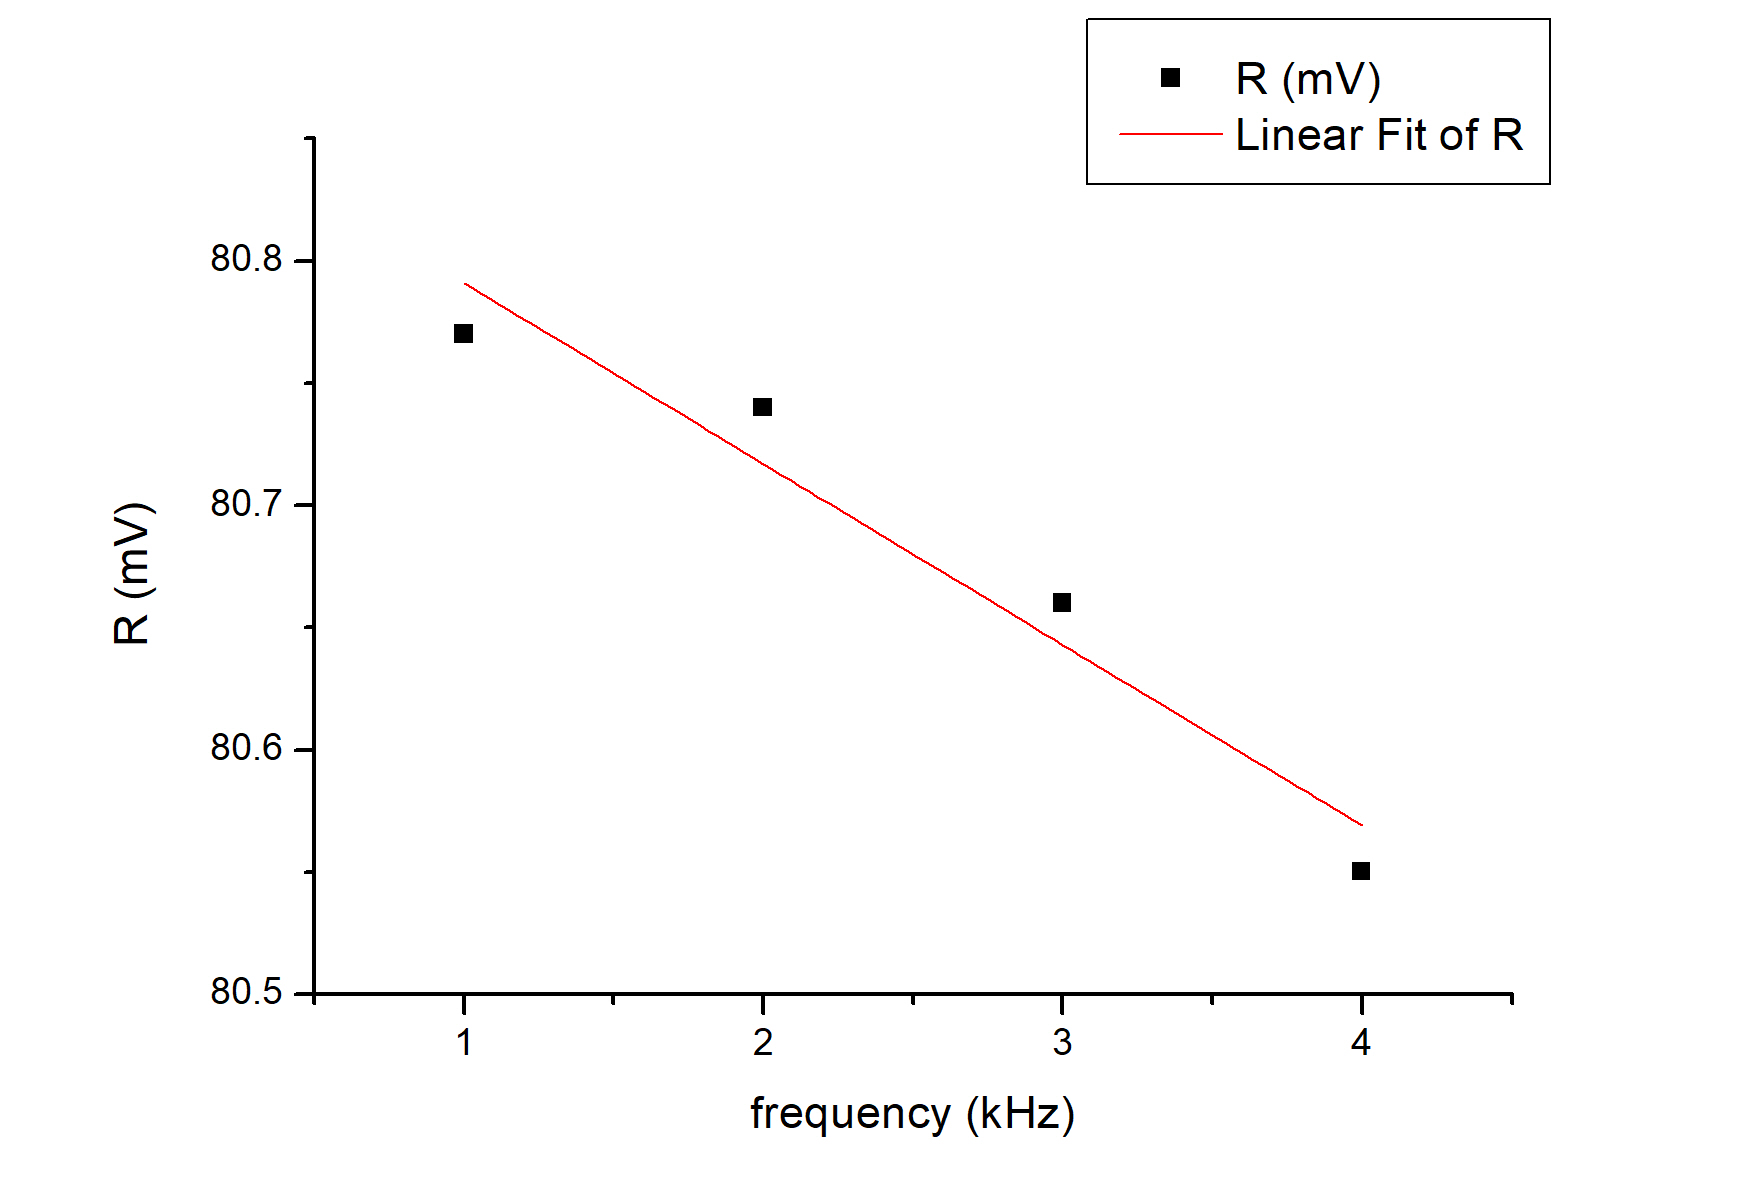 R (mV)
Linear Fit of R
80.8
80.7
80.6
80.5
R (mV)
1 2 3 4
frequency (kHz)